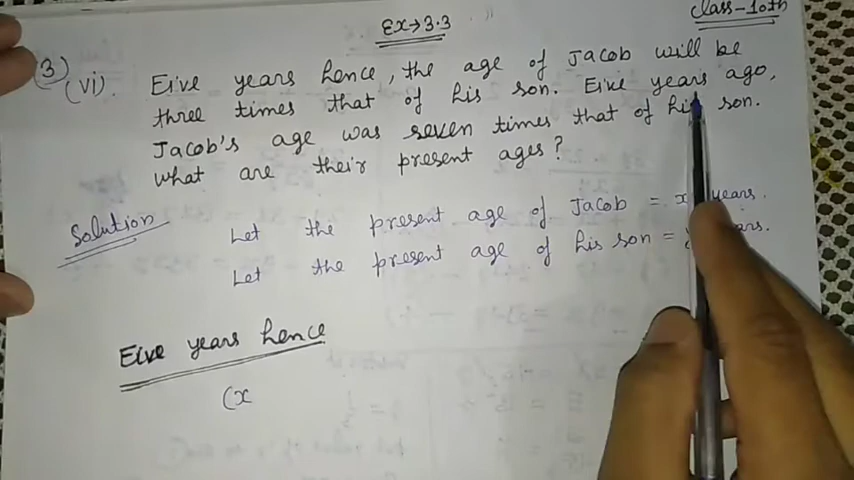 Ex→3.3
Class-10th
(3) (vi). Five years hence, the age of Jacob will be
three times that of his son. Five years ago,
Jacob's age was seven times that of his son.
what are their present ages?
Solution Let the present age of Jacob = x years.
Let the present age of his son =
Five years hence
(x